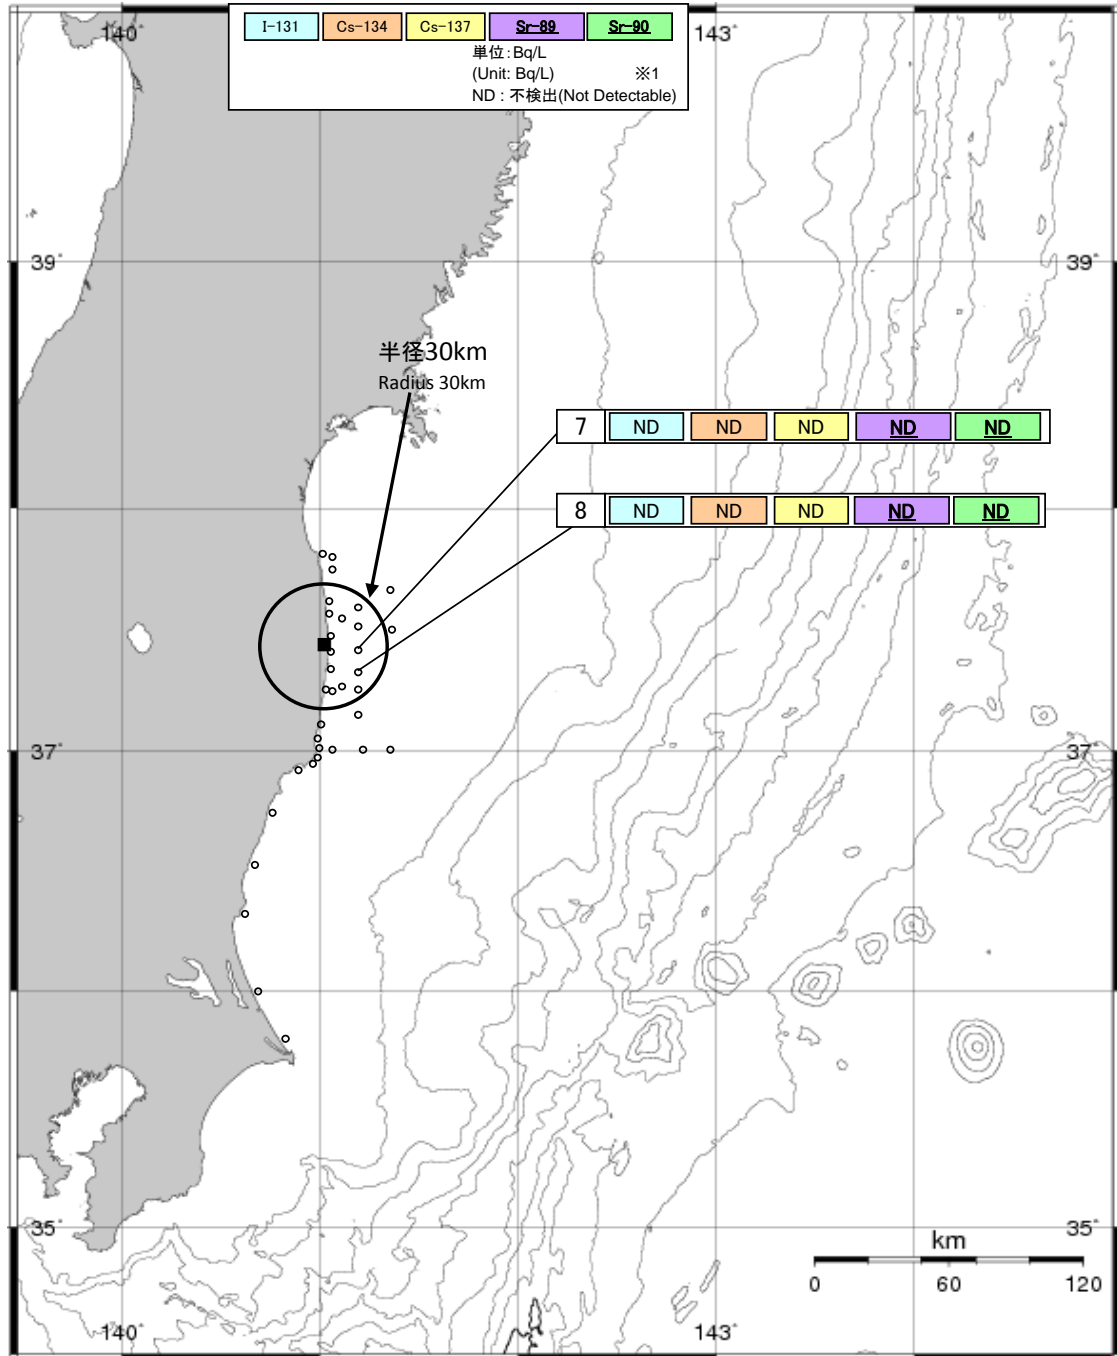 140°
143°
I-131 Cs-134 Cs-137 Sr-89 Sr-90
単位:Bq/L
(Unit: Bq/L) ※1
ND : 不検出(Not Detectable)
39°
39°
半径30km
Radius 30km
7 ND ND ND ND ND
8 ND ND ND ND ND
37°
37°
35°
35°
km
0 60 120
140°
143°